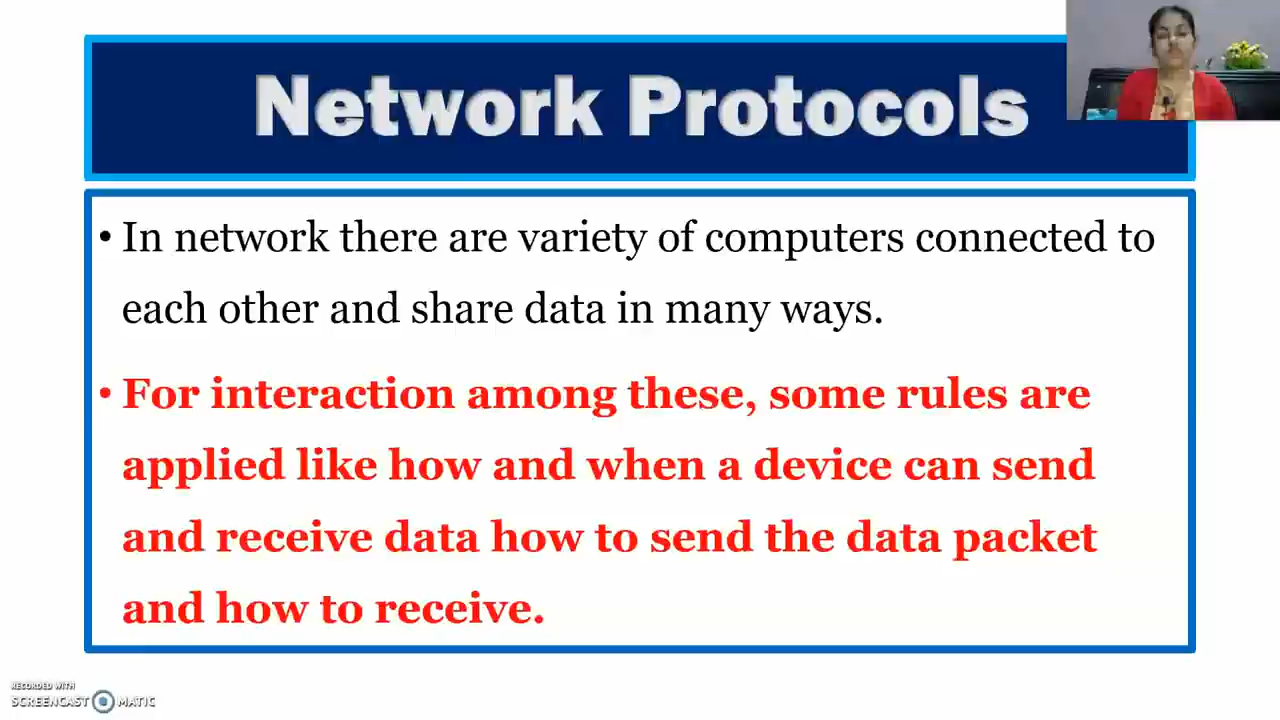 Network Protocols
• In network there are variety of computers connected to
each other and share data in many ways.
• For interaction among these, some rules are
applied like how and when a device can send
and receive data how to send the data packet
and how to receive.
RECORDED WITH
SCREENCAST MATIC